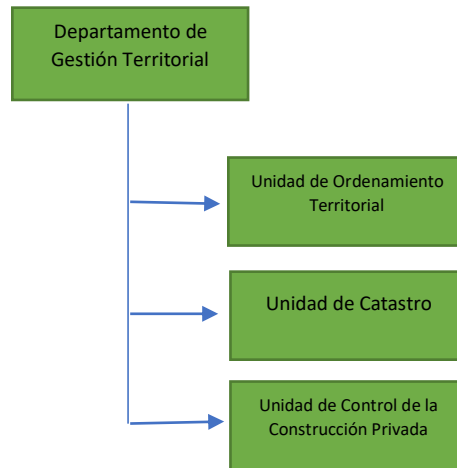 Departamento de
Gestión Territorial
Unidad de Ordenamiento
Territorial
Unidad de Catastro
Unidad de Control de la
Construcción Privada